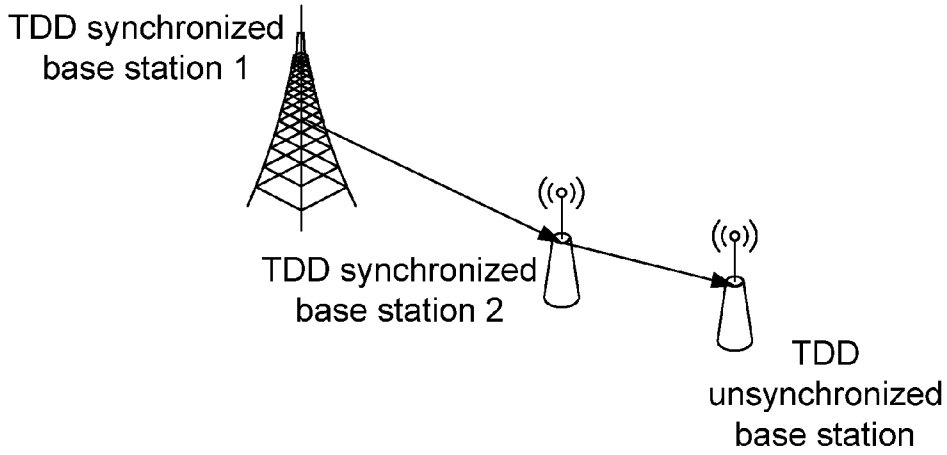 TDD synchronized
base station 1
TDD synchronized
base station 2
TDD
unsynchronized
base station